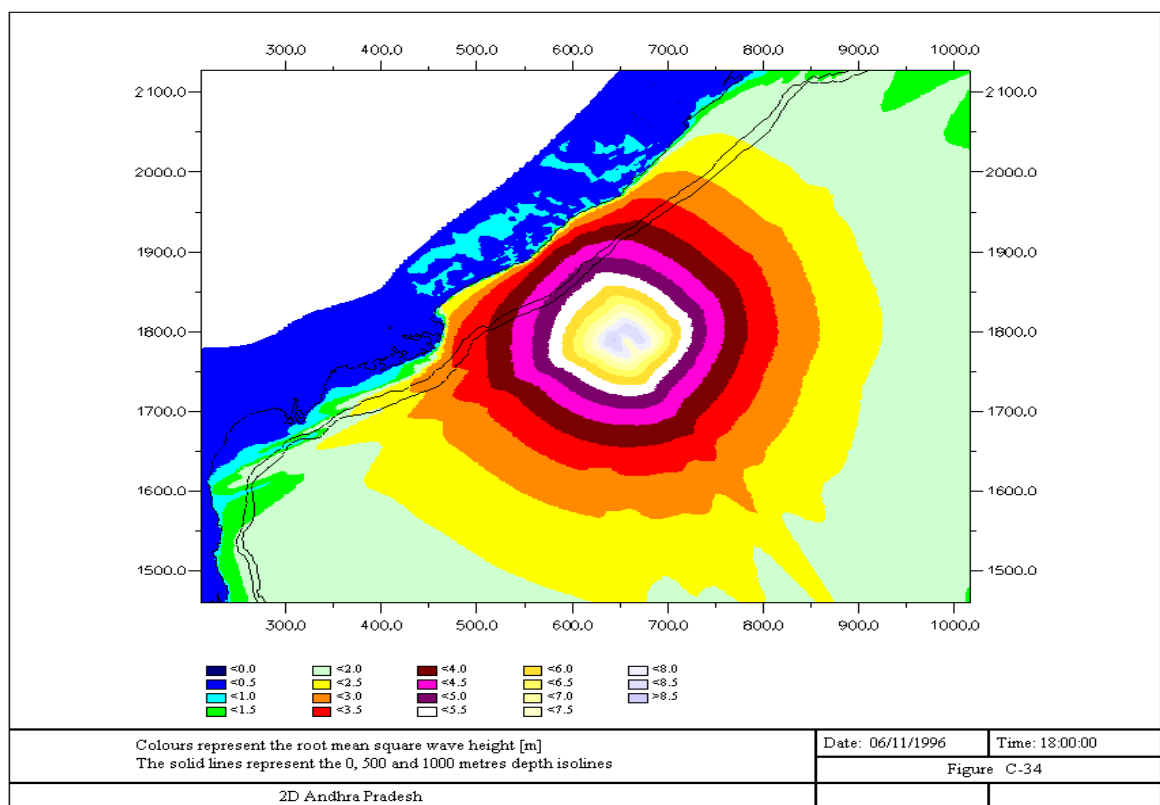 300.0 400.0 500.0 600.0 700.0 800.0 900.0 1000.0
2100.0 2100.0
2000.0 2000.0
1900.0 1900.0
1800.0 1800.0
1700.0 1700.0
1600.0 1600.0
1500.0 1500.0
300.0 400.0 500.0 600.0 700.0 800.0 900.0 1000.0
<0.0 <2.0 <4.0 <6.0 <8.0
<0.5 <2.5 <4.5 <6.5 <8.5
<1.0 <3.0 <5.0 <7.0 >8.5
<1.5 <3.5 <5.5 <7.5
Colours represent the root mean square wave height [m]
The solid lines represent the 0, 500 and 1000 metres depth isolines
Date: 06/11/1996 Time: 18:00:00
Figure C-34
2D Andhra Pradesh